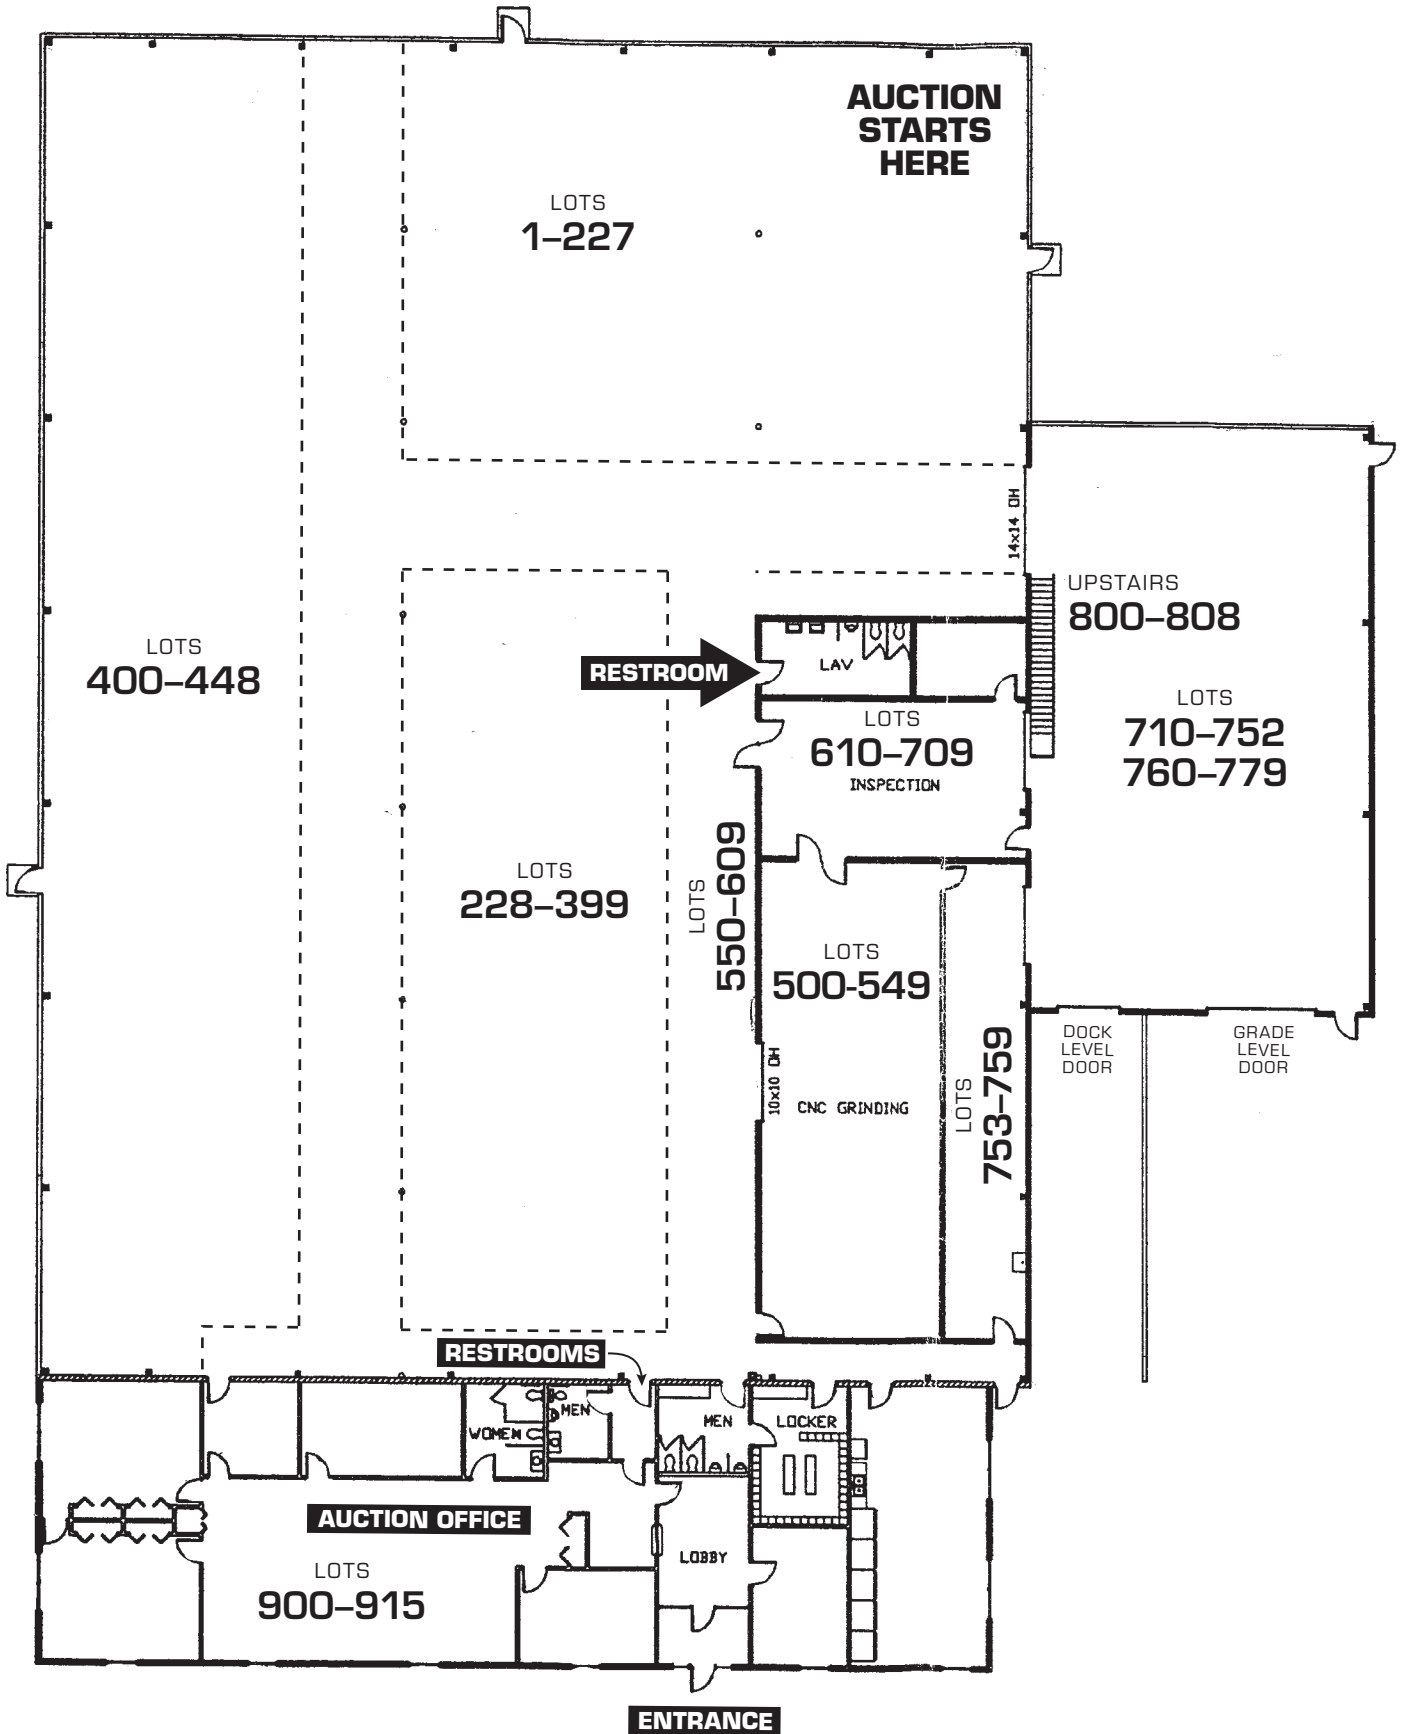 AUCTION
STARTS
HERE
LOTS
1–227
14x14 OH
UPSTAIRS
800–808
LOTS
400–448
RESTROOM
LAV
LOTS
610–709
INSPECTION
LOTS
710–752
760–779
LOTS
228–399
LOTS
550-609
LOTS
500-549
10x10 OH
CNC GRINDING
LOTS
753–759
DOCK
LEVEL
DOOR
GRADE
LEVEL
DOOR
RESTROOMS
WOMEN
MEN
MEN
LOCKER
AUCTION OFFICE
LOBBY
LOTS
900–915
ENTRANCE